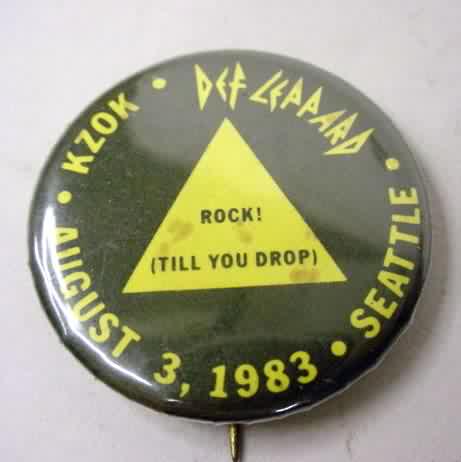 KZOK • DEF LEPPARD •
ROCK!
(TILL YOU DROP)
• AUGUST 3, 1983 • SEATTLE